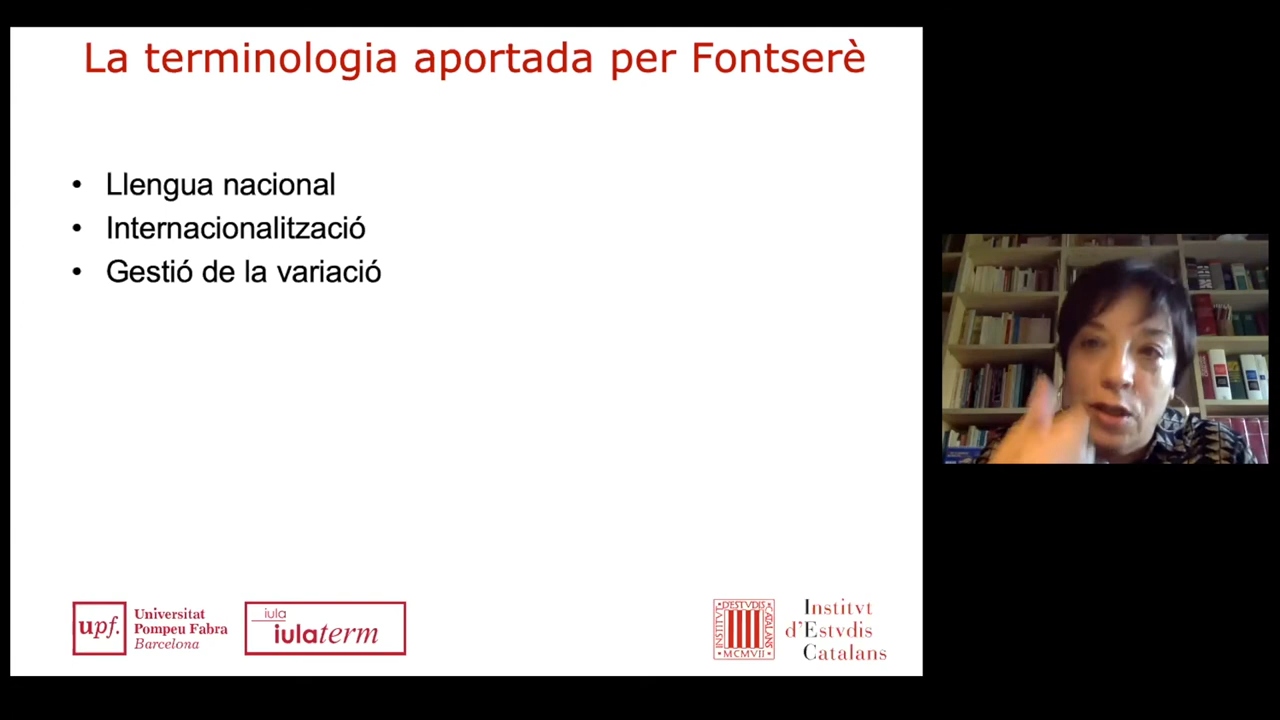 La terminologia aportada per Fontserè
• Llengua nacional
• Internacionalització
• Gestió de la variació
upf.
Universitat
Pompeu Fabra
Barcelona
iula
iulaterm
INSTITVT D'ESTVDIS CATALANS
MCMVII
Institvt
d'Estvdis
Catalans